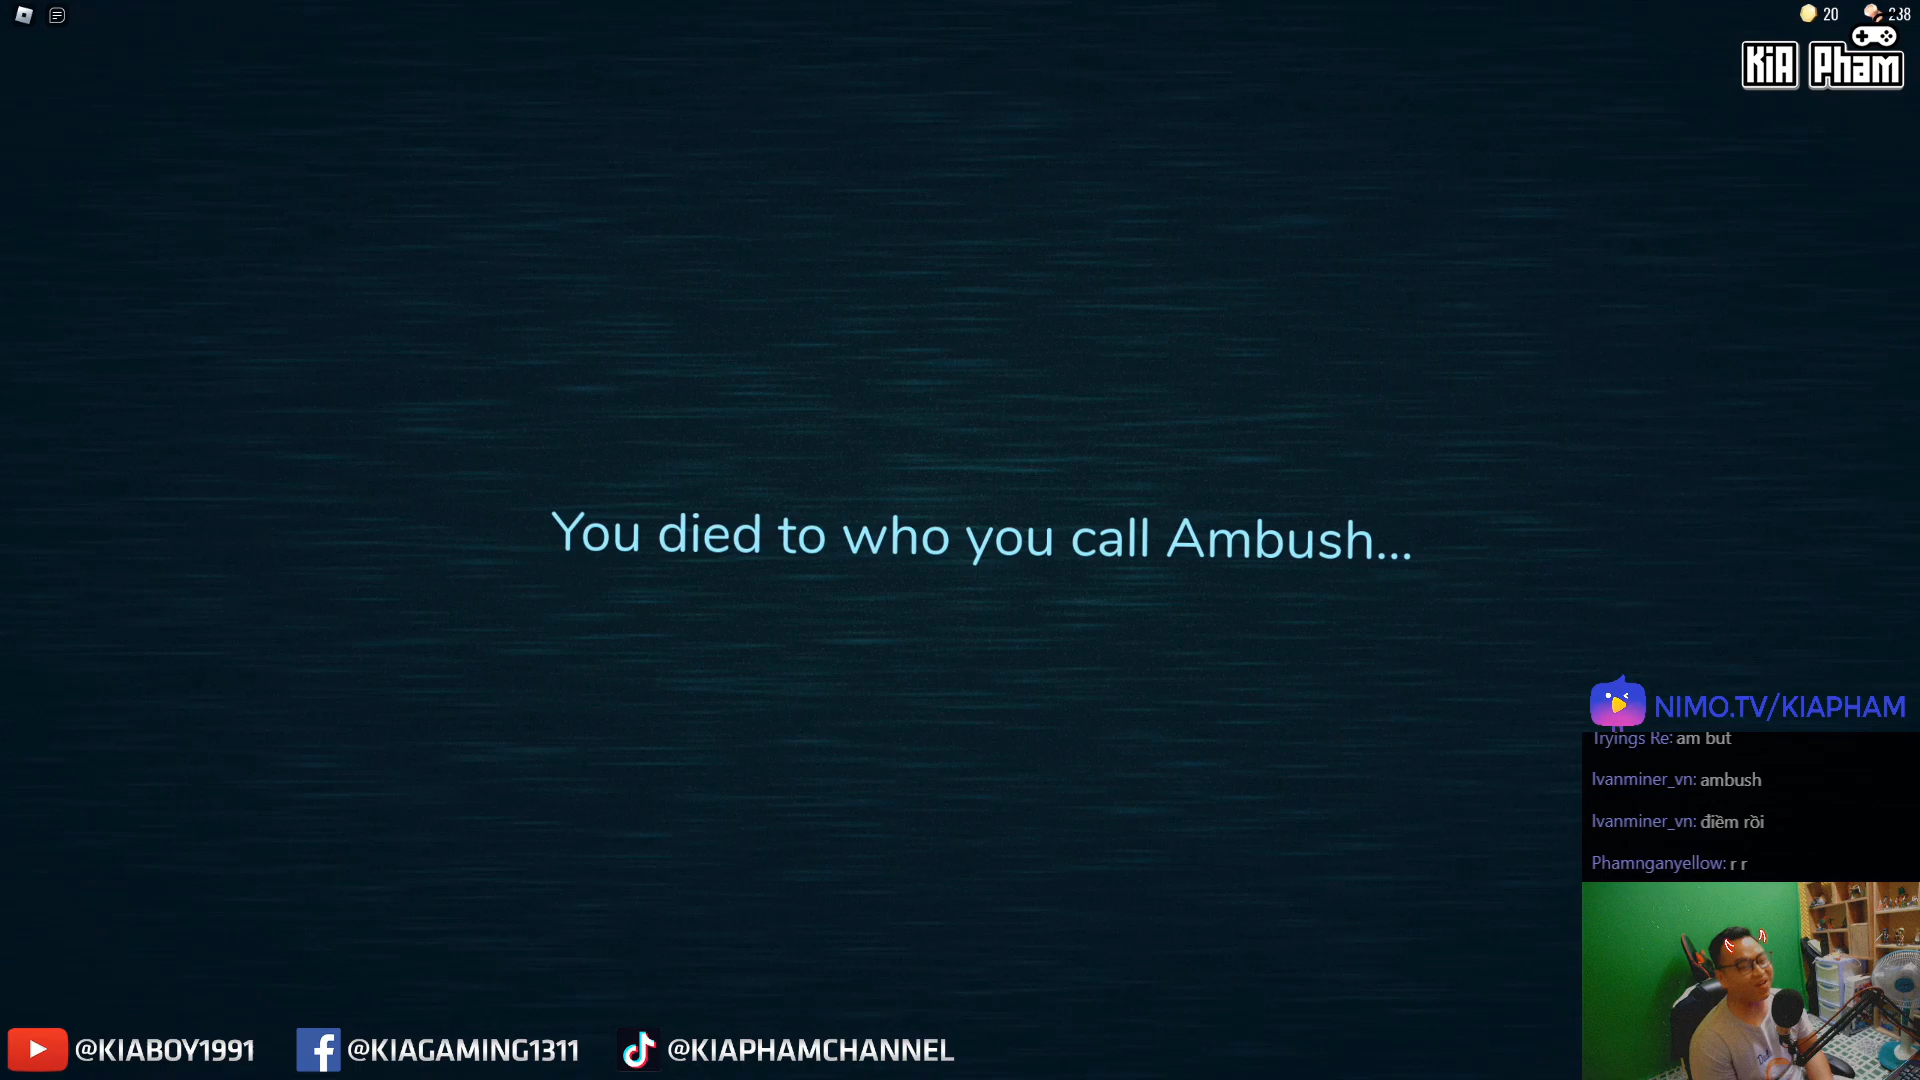 20 238
KiA Pham
You died to who you call Ambush...
NIMO.TV/KIAPHAM
Tryings Re: am but
Ivanminer_vn: ambush
Ivanminer_vn: điềm rồi
Phamnganyellow: r r
@KIABOY1991 @KIAGAMING1311 @KIAPHAMCHANNEL